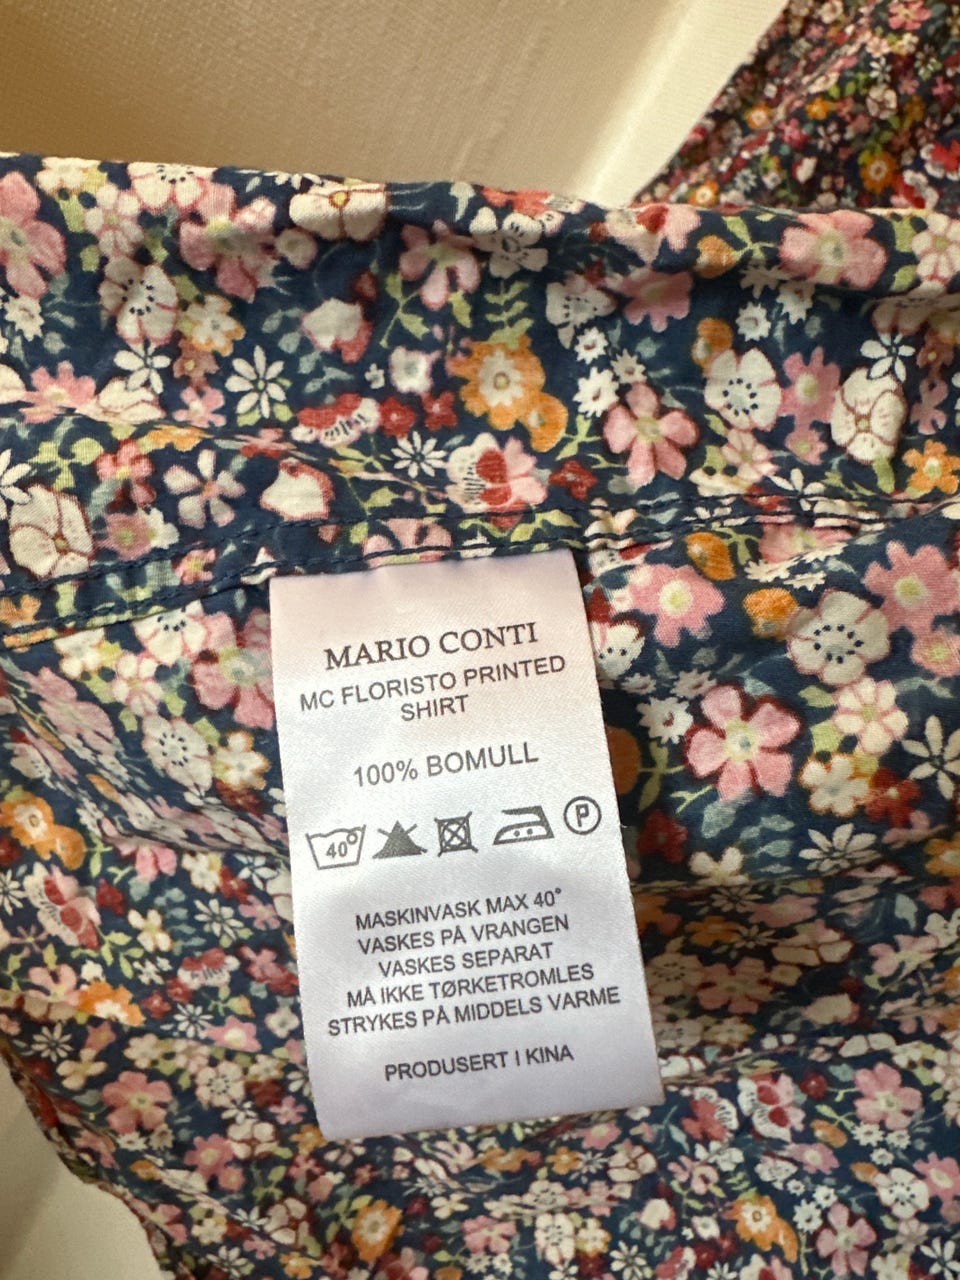 MARIO CONTI
MC FLORISTO PRINTED
SHIRT
100% BOMULL
40° P
MASKINVASK MAX 40°
VASKES PÅ VRANGEN
VASKES SEPARAT
MÅ IKKE TØRKETROMLES
STRYKES PÅ MIDDELS VARME
PRODUSERT I KINA